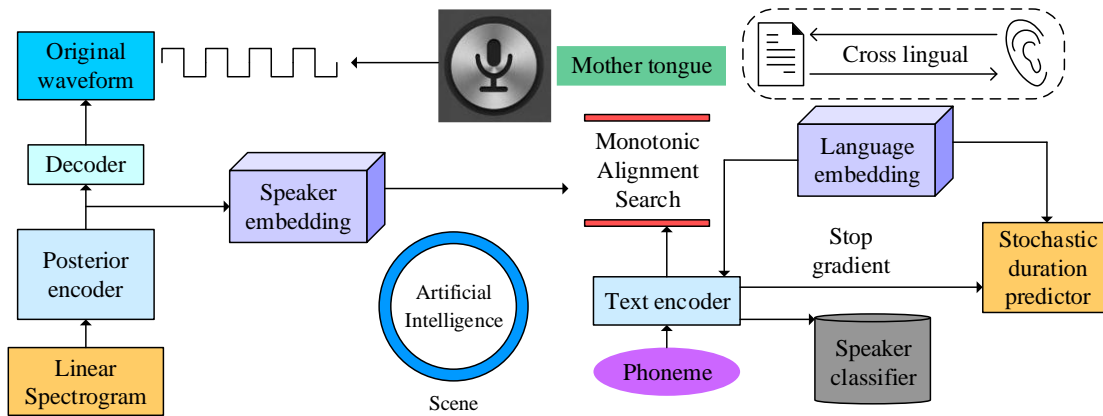 Original
waveform
Mother tongue
Cross lingual
Decoder
Speaker
embedding
Monotonic
Alignment
Search
Language
embedding
Posterior
encoder
Artificial
Intelligence
Scene
Text encoder
Stop
gradient
Stochastic
duration
predictor
Linear
Spectrogram
Phoneme
Speaker
classifier